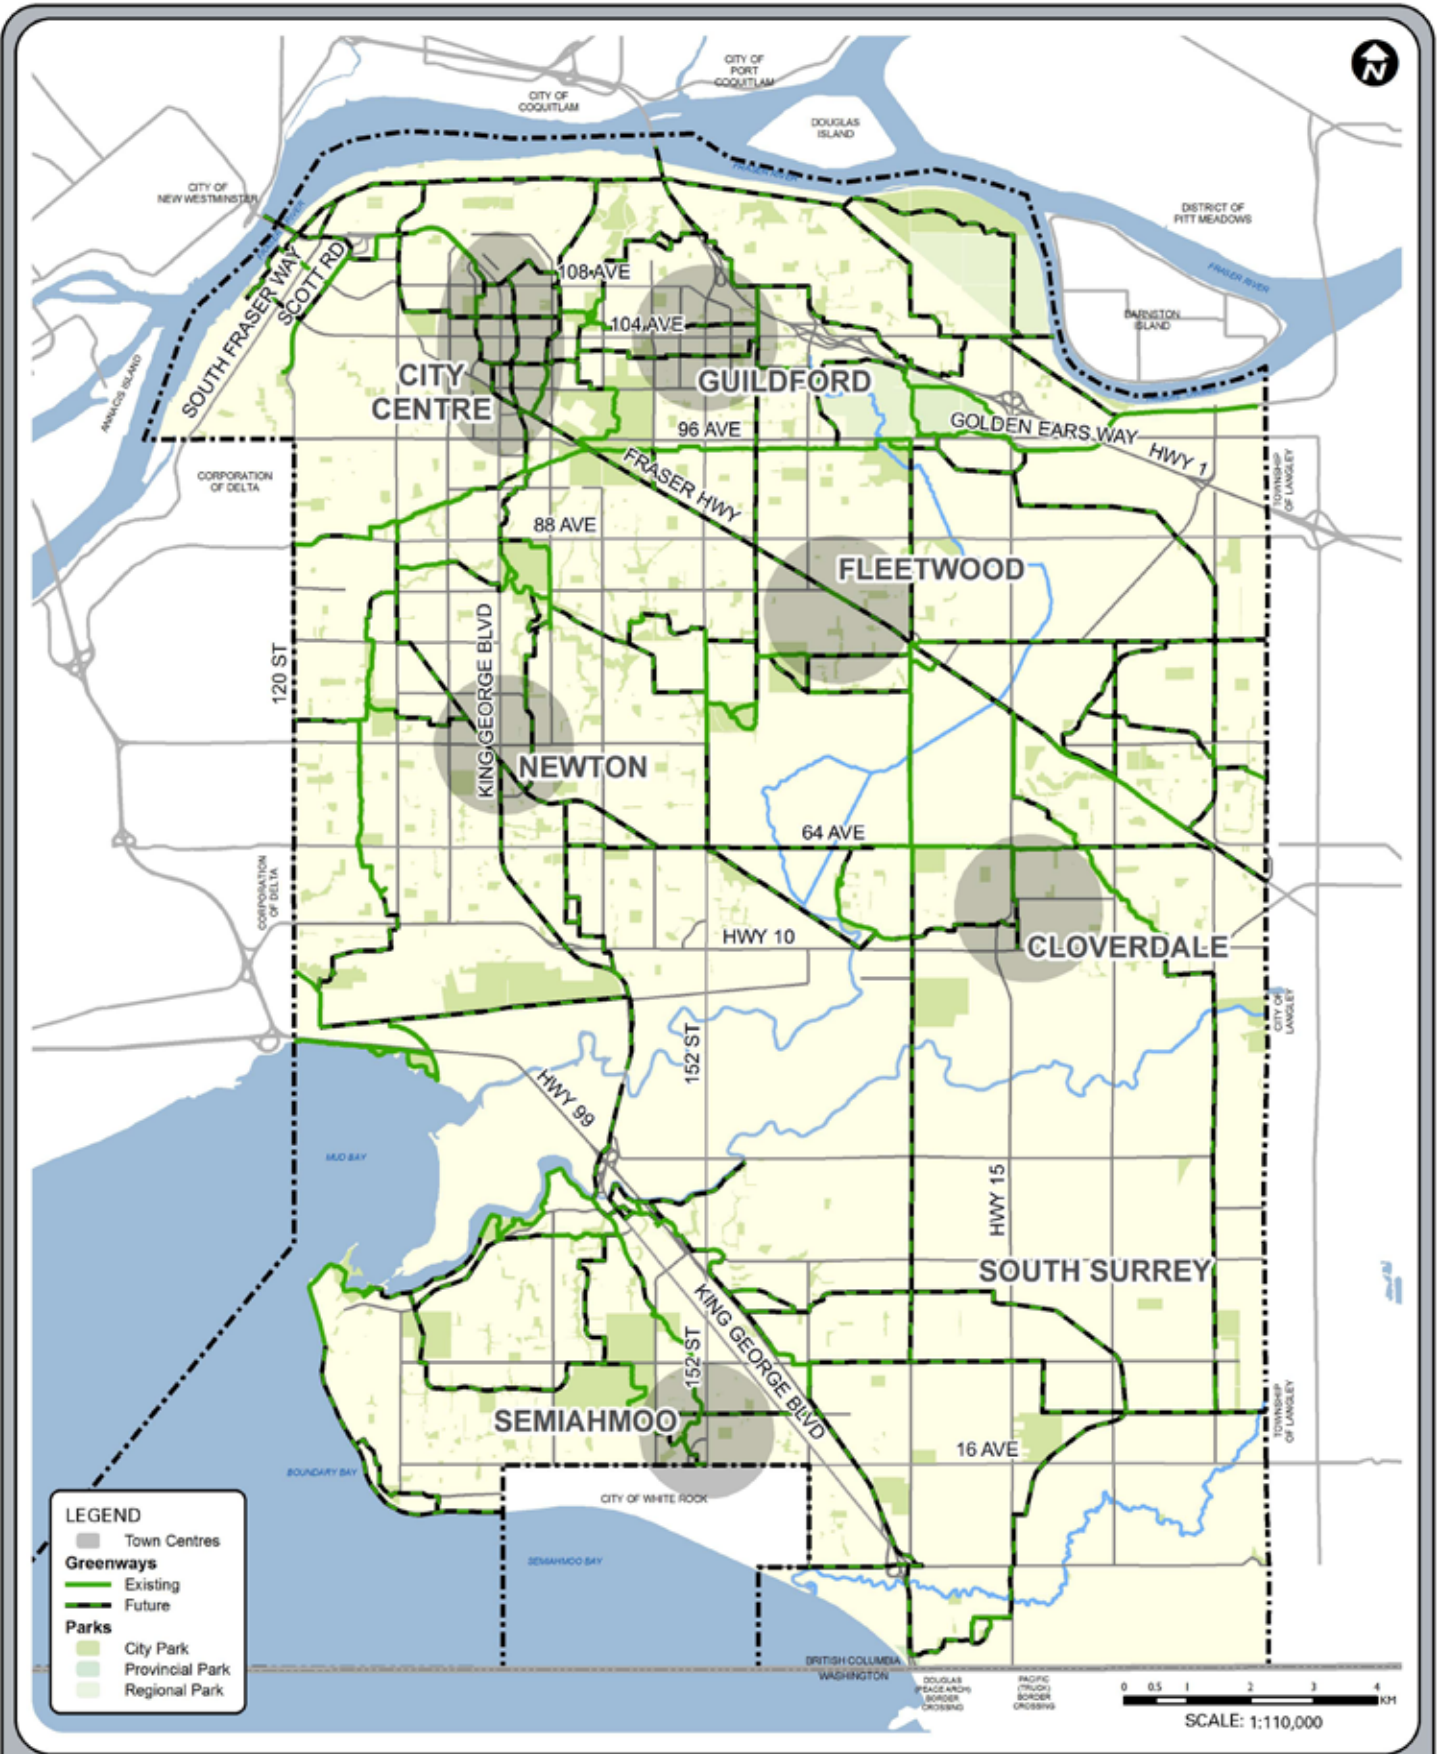 N
CITY OF
PORT
COQUITLAM
CITY OF
COQUITLAM
DOUGLAS
ISLAND
FRASER RIVER
CITY OF
NEW WESTMINSTER
DISTRICT OF
PITT MEADOWS
FRASER RIVER
SOUTH FRASER WAY
SCOTT RD
108 AVE
104 AVE
BARNSTON
ISLAND
ANNACIS ISLAND
CITY
CENTRE
GUILDFORD
96 AVE
GOLDEN EARS WAY
HWY 1
FRASER HWY
CORPORATION
OF DELTA
TOWNSHIP
OF LANGLEY
88 AVE
FLEETWOOD
120 ST
KING GEORGE BLVD
NEWTON
64 AVE
CORPORATION
OF DELTA
HWY 10
CLOVERDALE
CITY OF
LANGLEY
152 ST
HWY 99
MUD BAY
HWY 15
SOUTH SURREY
KING GEORGE BLVD
152 ST
SEMIAHMOO
TOWNSHIP
OF LANGLEY
16 AVE
BOUNDARY BAY
CITY OF WHITE ROCK
SEMIAHMOO BAY
LEGEND
Town Centres
Greenways
Existing
Future
Parks
City Park
Provincial Park
Regional Park
BRITISH COLUMBIA
WASHINGTON
DOUGLAS
(PEACE ARCH)
BORDER
CROSSING
PACIFIC
(TRUCK)
BORDER
CROSSING
0 0.5 1 2 3 4
KM
SCALE: 1:110,000